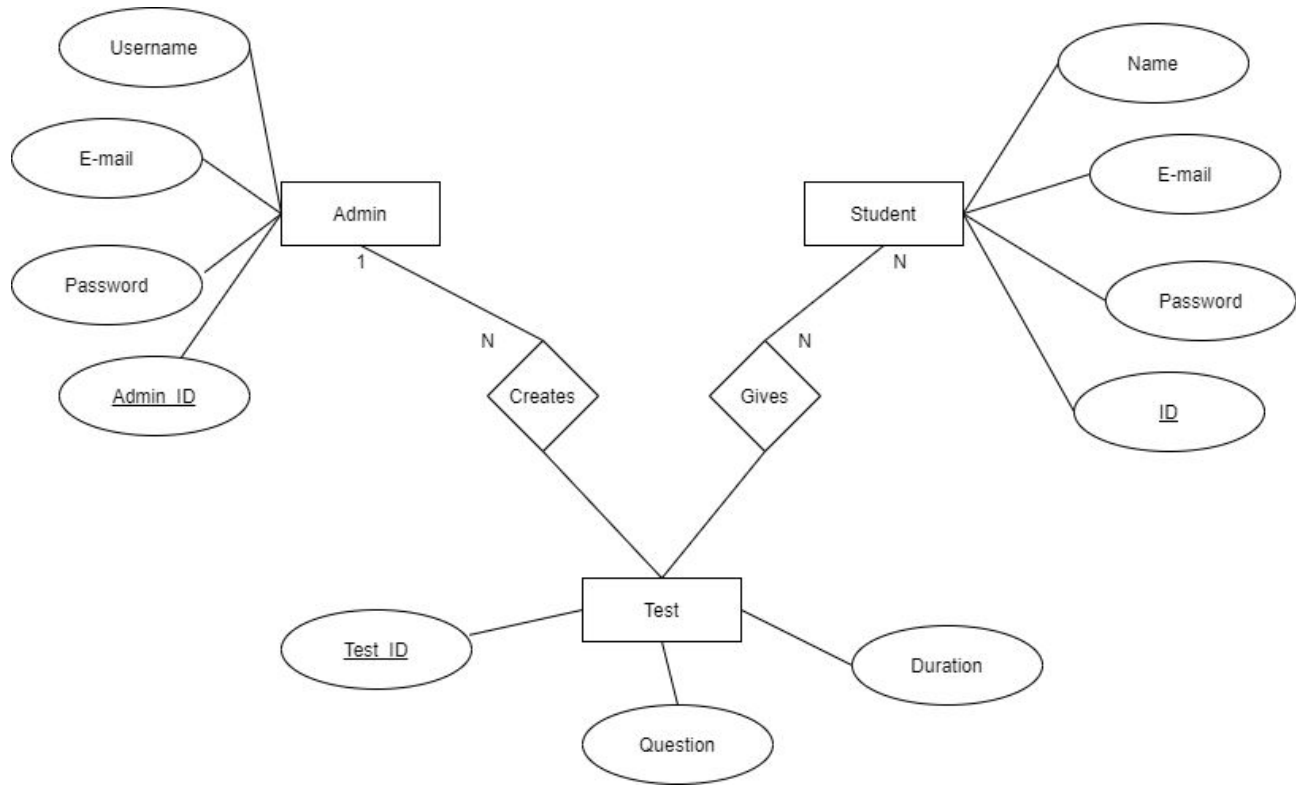 Username
Name
E-mail
E-mail
Admin
Student
1
N
Password
Password
N
N
Creates
Gives
Admin_ID
ID
Test
Test_ID
Duration
Question